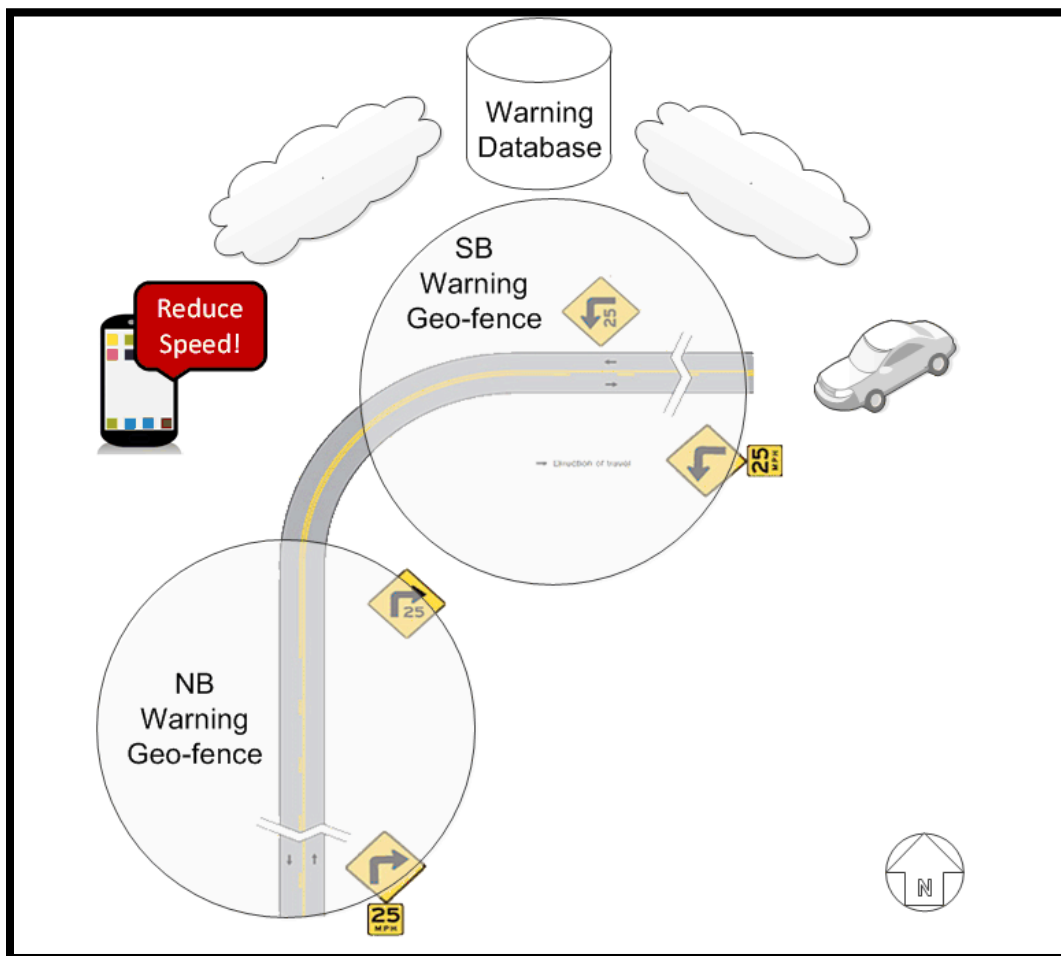 Warning
Database
SB
Warning
Geo-fence
25
Reduce
Speed!
Direction of travel
25
MPH
25
NB
Warning
Geo-fence
25
MPH
N